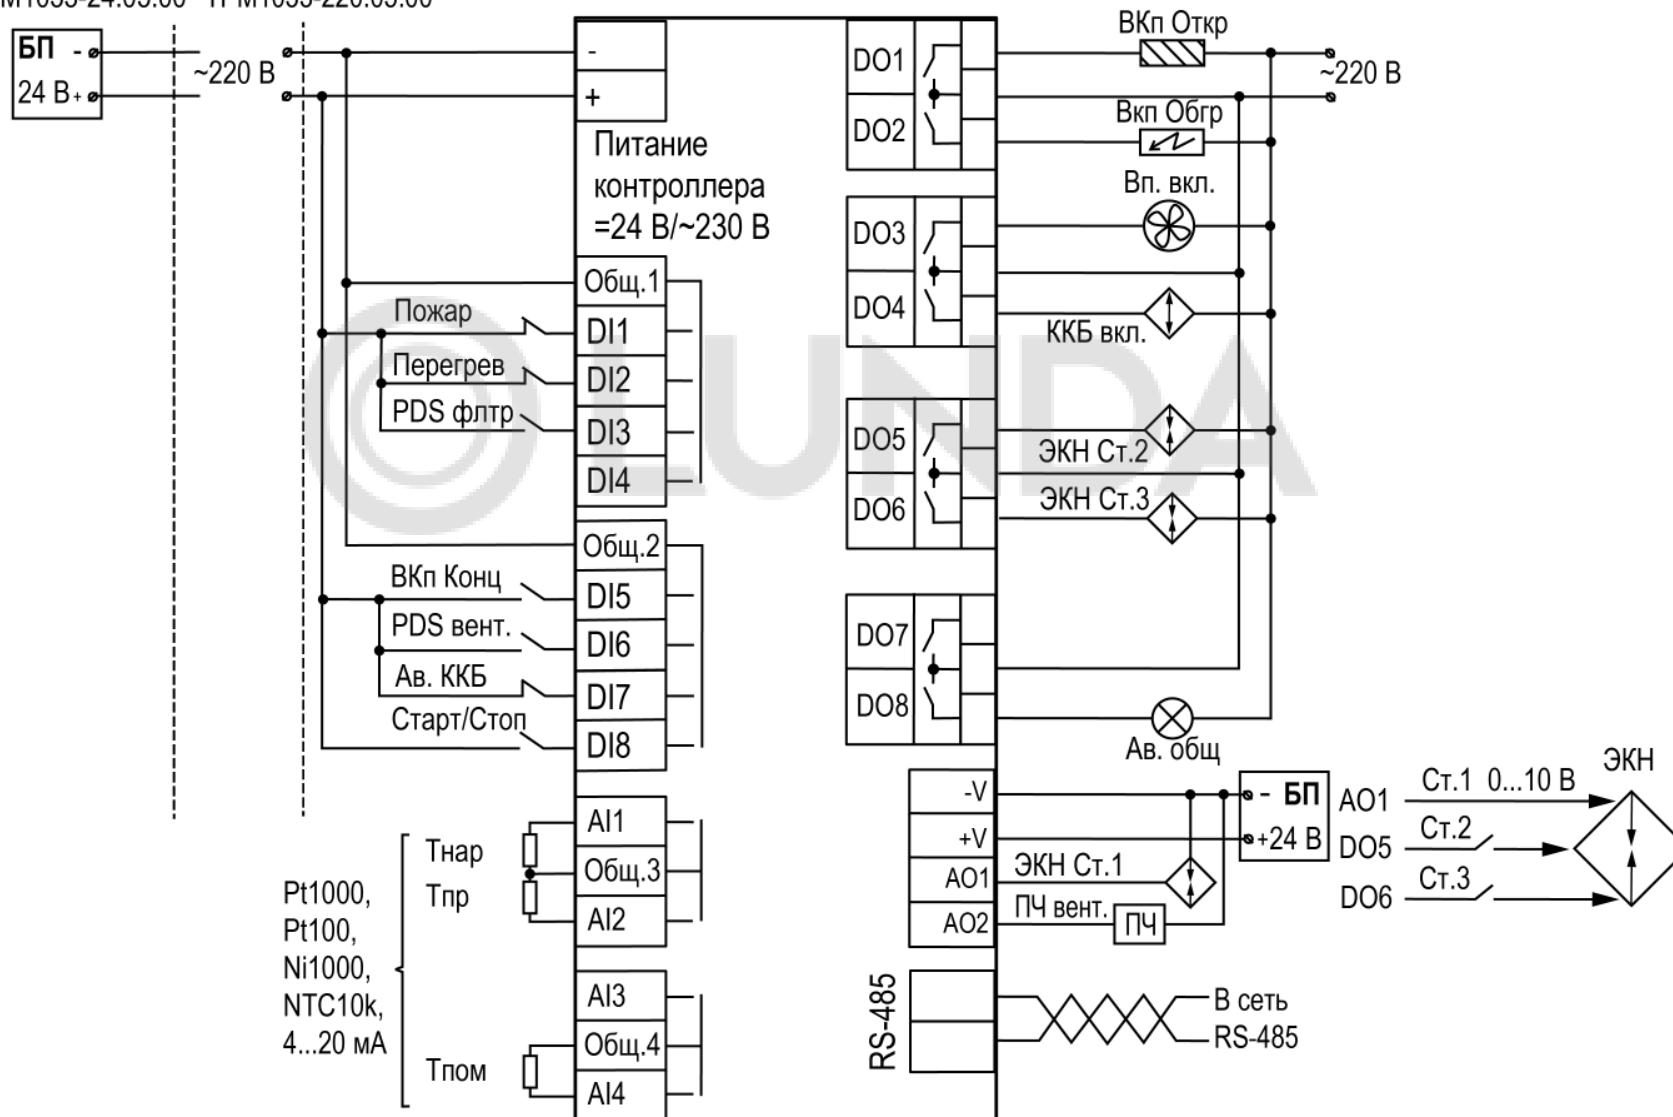 БП -
24 В +
~220 В
-
+
Питание
контроллера
=24 В/~230 В
Общ.1
Пожар
DI1
Перегрев
DI2
PDS флтр
DI3
DI4
Общ.2
ВКп Конц
DI5
PDS вент.
DI6
Ав. ККБ
DI7
Старт/Стоп
DI8
AI1
Тнар
Общ.3
Тпр
AI2
Pt1000,
Pt100,
Ni1000,
NTC10k,
4...20 мА
AI3
Общ.4
Тпом
AI4
DO1
ВКп Откр
~220 В
DO2
Вкп Обгр
Вп. вкл.
DO3
DO4
ККБ вкл.
DO5
ЭКН Ст.2
DO6
ЭКН Ст.3
DO7
DO8
Ав. общ
-V
- БП
+V
+24 В
AO1
ЭКН Ст.1
AO2
ПЧ вент.
ПЧ
ЭКН
AO1 Ст.1 0...10 В
DO5 Ст.2
DO6 Ст.3
RS-485
В сеть
RS-485
LUNDA